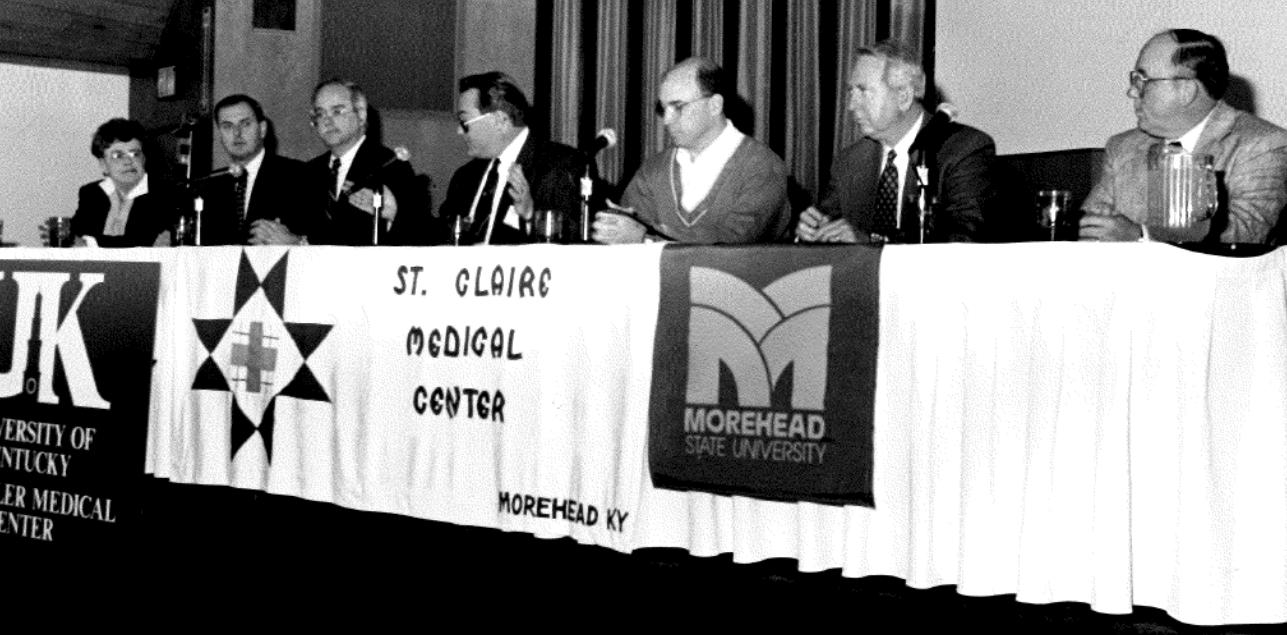 UK
VERSITY OF
NTUCKY
LER MEDICAL
ENTER
ST. CLAIRE
MEDICAL
CENTER
MOREHEAD KY
MOREHEAD
STATE UNIVERSITY